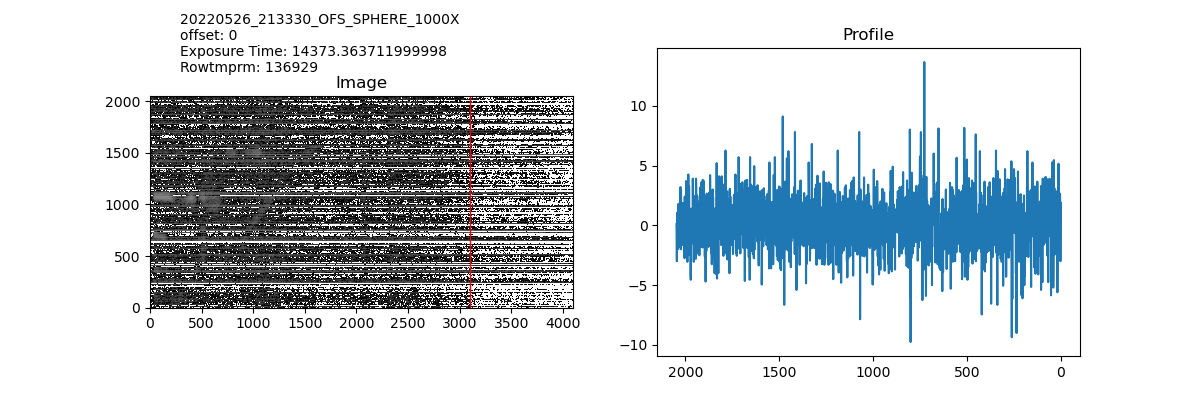 20220526_213330_OFS_SPHERE_1000X
offset: 0
Exposure Time: 14373.363711999998
Rowtmprm: 136929
Image
2000
1500
1000
500
0
0 500 1000 1500 2000 2500 3000 3500 4000
Profile
10
5
0
−5
−10
2000 1500 1000 500 0